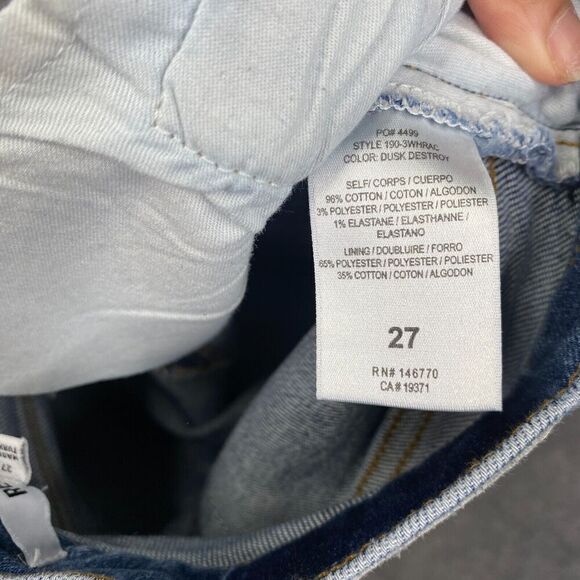 PO# 4499
STYLE 190-3WHRAC
COLOR: DUSK DESTROY
SELF/ CORPS / CUERPO
96% COTTON / COTON / ALGODON
3% POLYESTER / POLYESTER / POLIESTER
1% ELASTANE / ELASTHANNE /
ELASTANO
LINING / DOUBLUIRE / FORRO
65% POLYESTER / POLYESTER / POLIESTER
35% COTTON / COTON / ALGODON
27
RN# 146770
CA# 19371
27